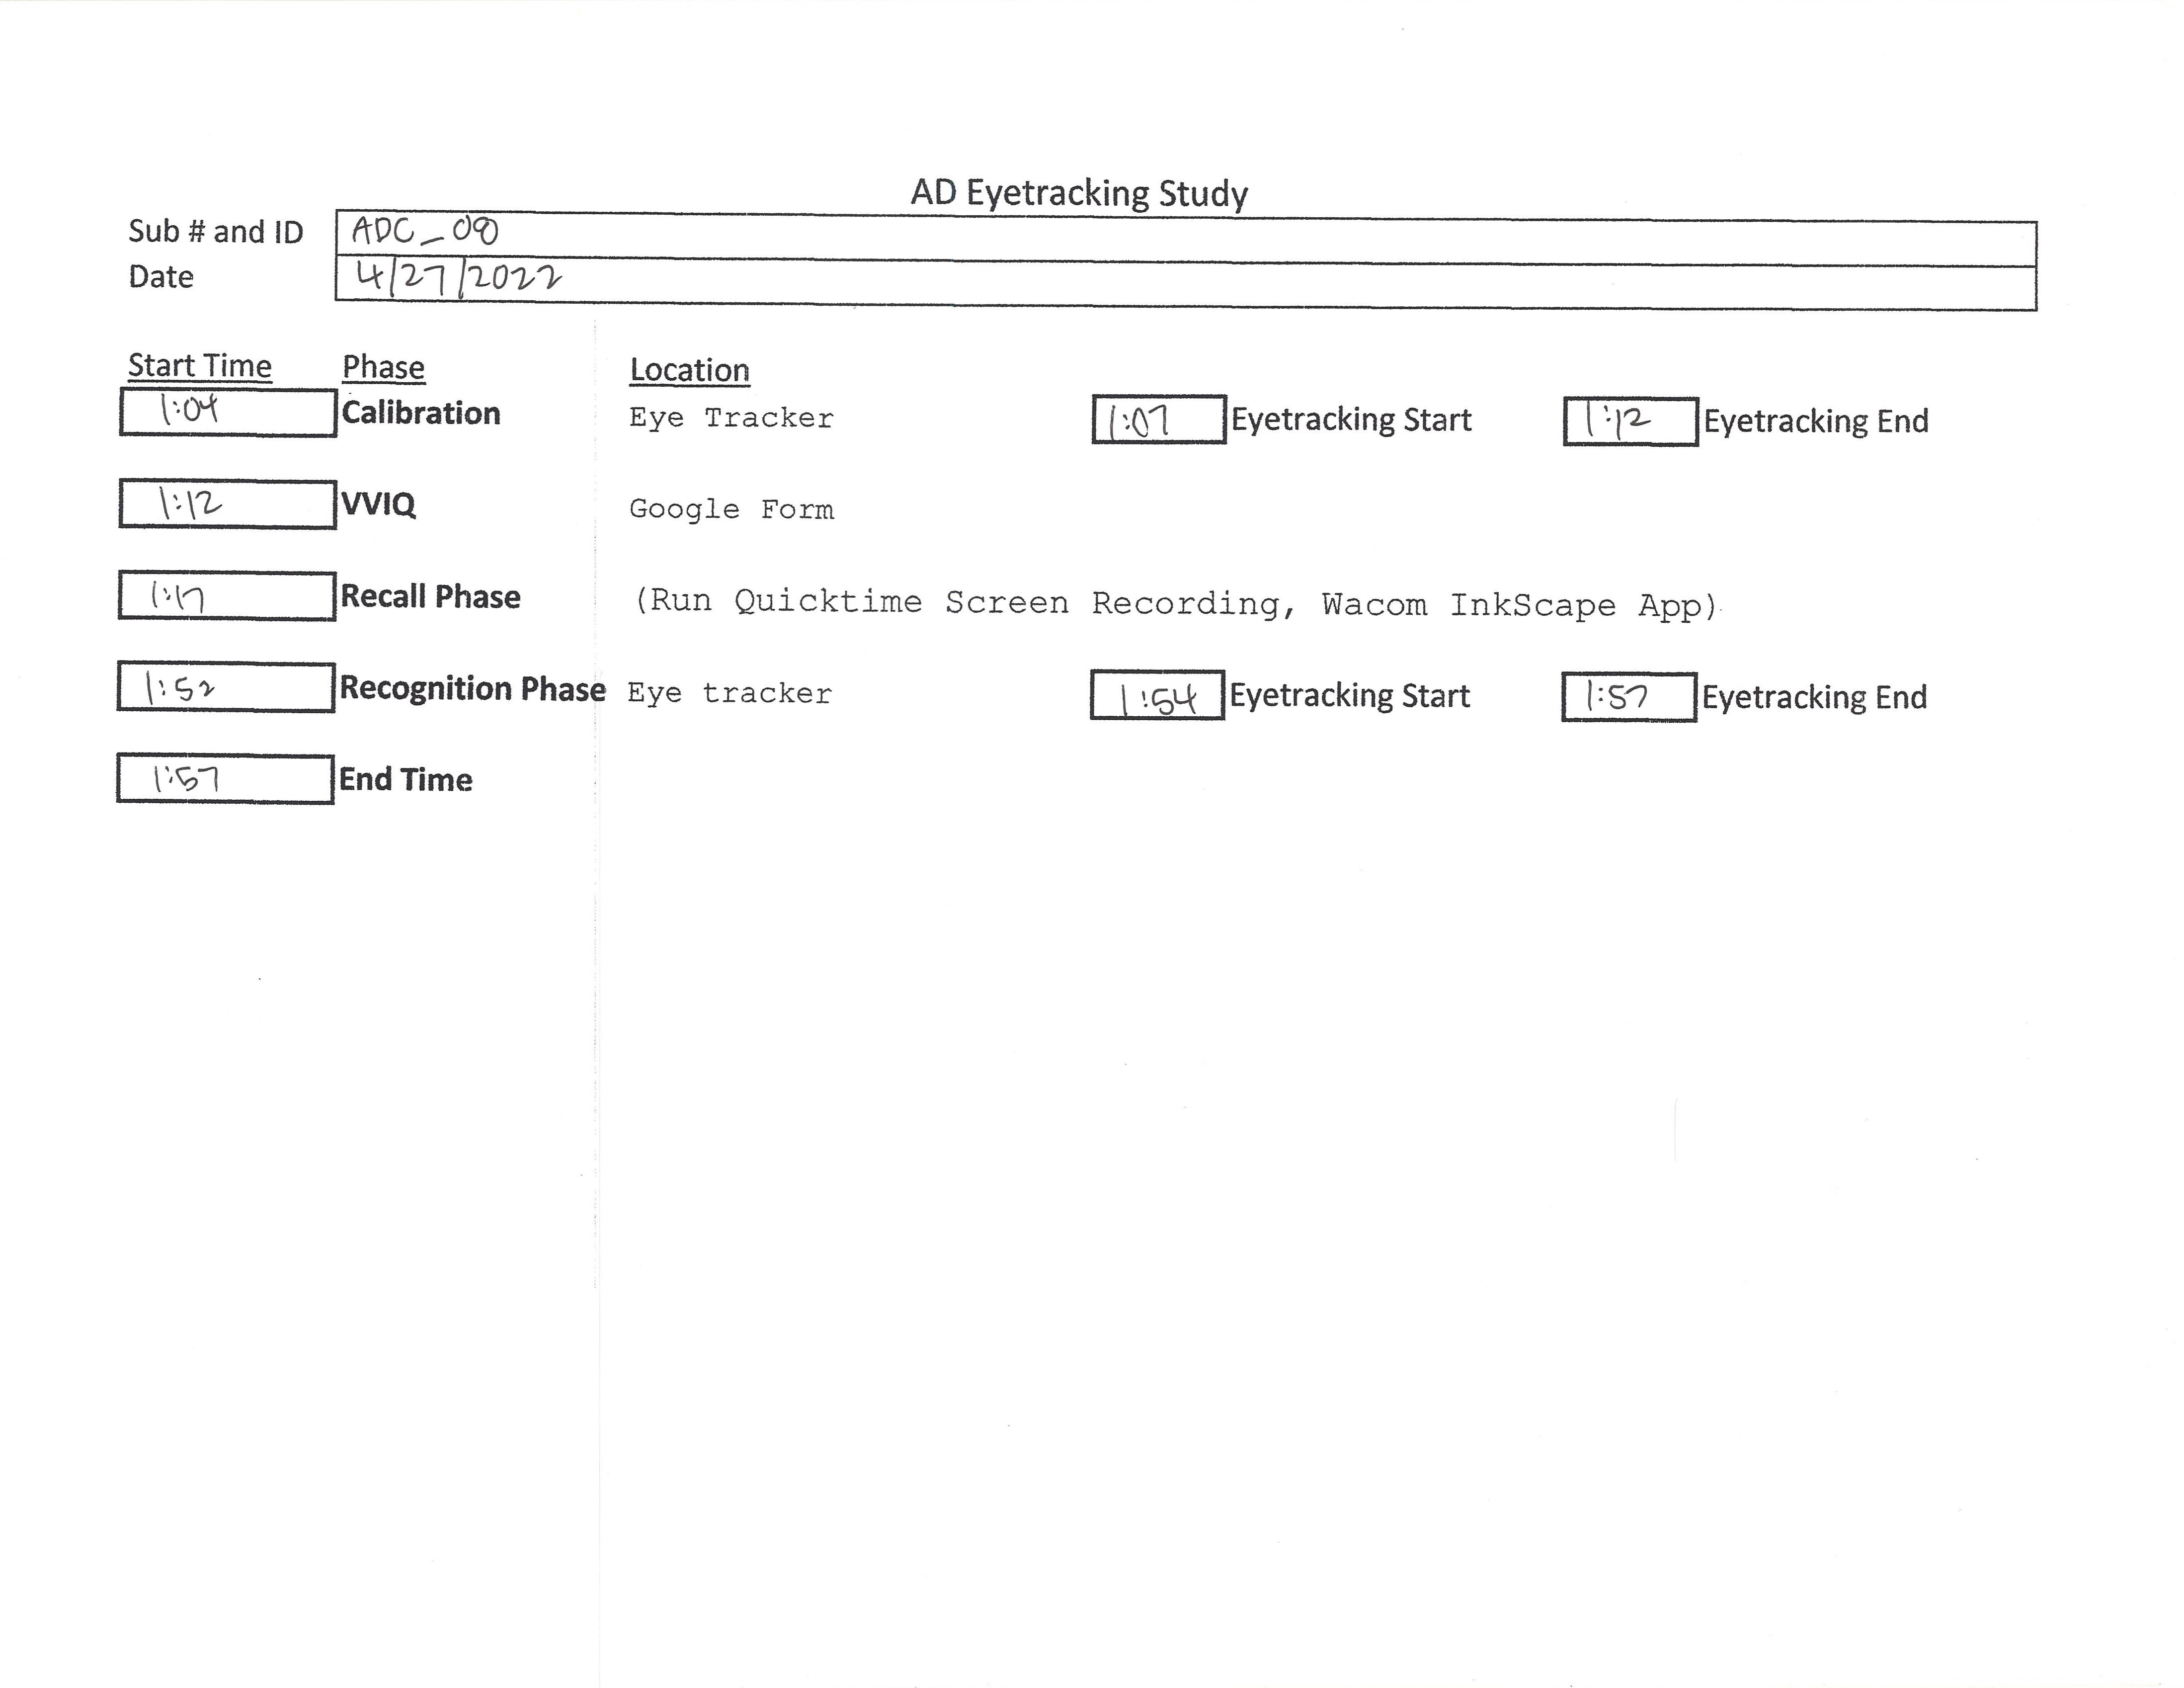 AD Eyetracking Study
Sub # and ID ADC_08
Date 4/27/2022
Start Time Phase Location
1:04 Calibration Eye Tracker 1:07 Eyetracking Start 1:12 Eyetracking End
1:12 VVIQ Google Form
1:17 Recall Phase (Run Quicktime Screen Recording, Wacom InkScape App)
1:52 Recognition Phase Eye tracker 1:54 Eyetracking Start 1:57 Eyetracking End
1:57 End Time